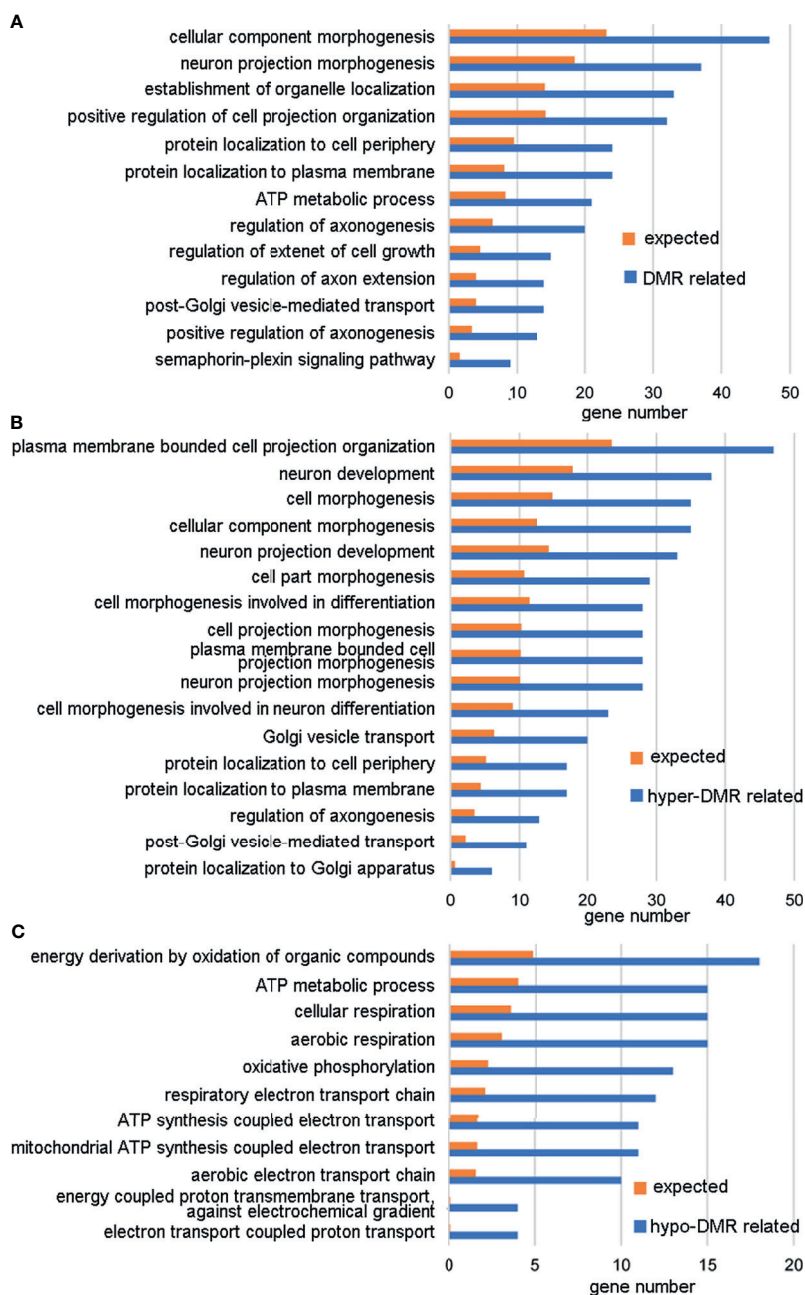 A
cellular component morphogenesis
neuron projection morphogenesis
establishment of organelle localization
positive regulation of cell projection organization
protein localization to cell periphery
protein localization to plasma membrane
ATP metabolic process
regulation of axonogenesis
regulation of extenet of cell growth
regulation of axon extension
post-Golgi vesicle-mediated transport
positive regulation of axonogenesis
semaphorin-plexin signaling pathway
expected
DMR related
0 10 20 30 40 50
gene number
B
plasma membrane bounded cell projection organization
neuron development
cell morphogenesis
cellular component morphogenesis
neuron projection development
cell part morphogenesis
cell morphogenesis involved in differentiation
cell projection morphogenesis
plasma membrane bounded cell
projection morphogenesis
neuron projection morphogenesis
cell morphogenesis involved in neuron differentiation
Golgi vesicle transport
protein localization to cell periphery
protein localization to plasma membrane
regulation of axongoenesis
post-Golgi vesicle-mediated transport
protein localization to Golgi apparatus
expected
hyper-DMR related
0 10 20 30 40 50
gene number
C
energy derivation by oxidation of organic compounds
ATP metabolic process
cellular respiration
aerobic respiration
oxidative phosphorylation
respiratory electron transport chain
ATP synthesis coupled electron transport
mitochondrial ATP synthesis coupled electron transport
aerobic electron transport chain
energy coupled proton transmembrane transport,
against electrochemical gradient
electron transport coupled proton transport
expected
hypo-DMR related
0 5 10 15 20
gene number